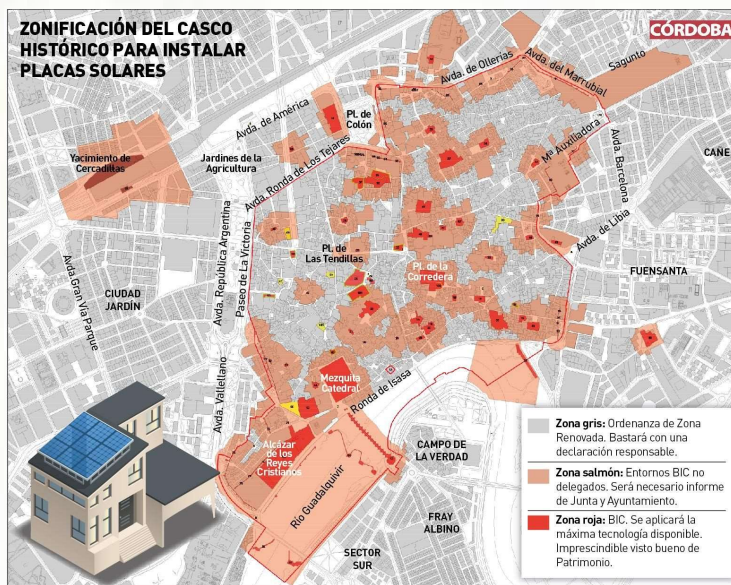 ZONIFICACIÓN DEL CASCO
HISTÓRICO PARA INSTALAR
PLACAS SOLARES
CÓRDOBA
Sagunto
Avda. del Marrubial
Avda. de Ollerías
Avda. de América
Pl. de
Colón
Mª Auxiliadora
Avda. Barcelona
CAÑE
Yacimiento de
Cercadillas
Jardines de la
Agricultura
Avda. Ronda de Los Tejares
Avda. de Libia
Avda. República Argentina
Paseo de La Victoria
Pl. de
Las Tendillas
Pl. de la
Corredera
FUENSANTA
Avda Gran Vía Parque
CIUDAD
JARDÍN
Avda. Vallellano
Mezquita
Catedral
Ronda de Isasa
Alcázar
de los
Reyes
Cristianos
CAMPO DE
LA VERDAD
Río Guadalquivir
FRAY
ALBINO
SECTOR
SUR
Zona gris: Ordenanza de Zona
Renovada. Bastará con una
declaración responsable.
Zona salmón: Entornos BIC no
delegados. Será necesario informe
de Junta y Ayuntamiento.
Zona roja: BIC. Se aplicará la
máxima tecnología disponible.
Imprescindible visto bueno de
Patrimonio.